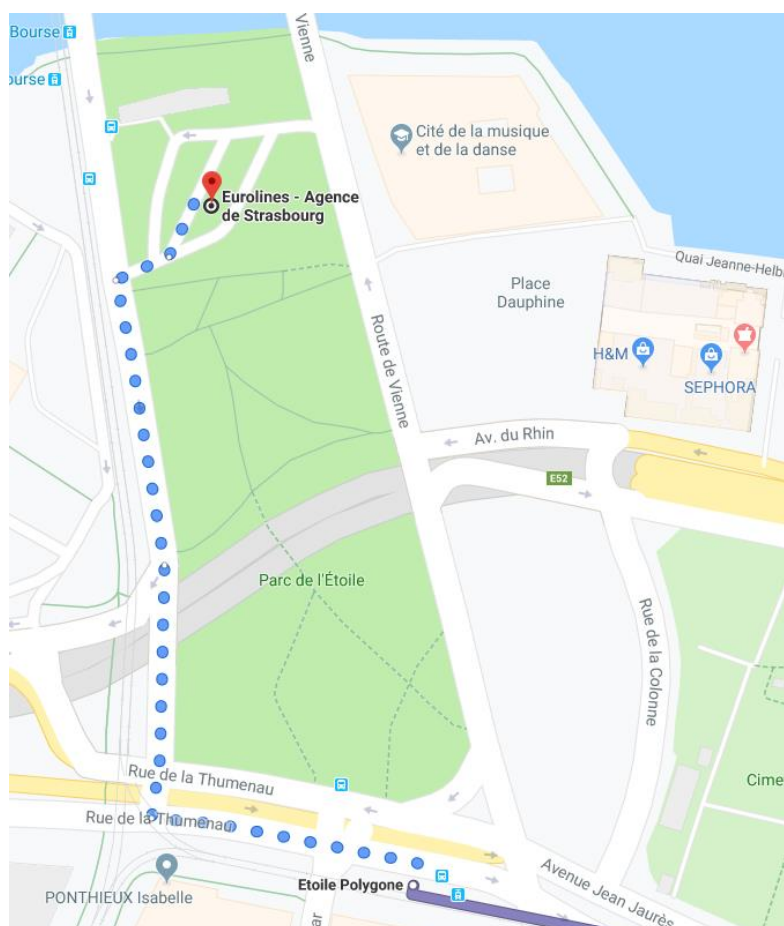 Bourse
ourse
Vienne
Cité de la musique
et de la danse
Eurolines - Agence
de Strasbourg
Quai Jeanne-Helb
Place
Dauphine
H&M
SEPHORA
Route de Vienne
Av. du Rhin
E52
Parc de l'Étoile
Rue de la Colonne
Rue de la Thumenau
Cime
Rue de la Thumenau
Etoile Polygone
Avenue Jean Jaurès
PONTHIEUX Isabelle
ar